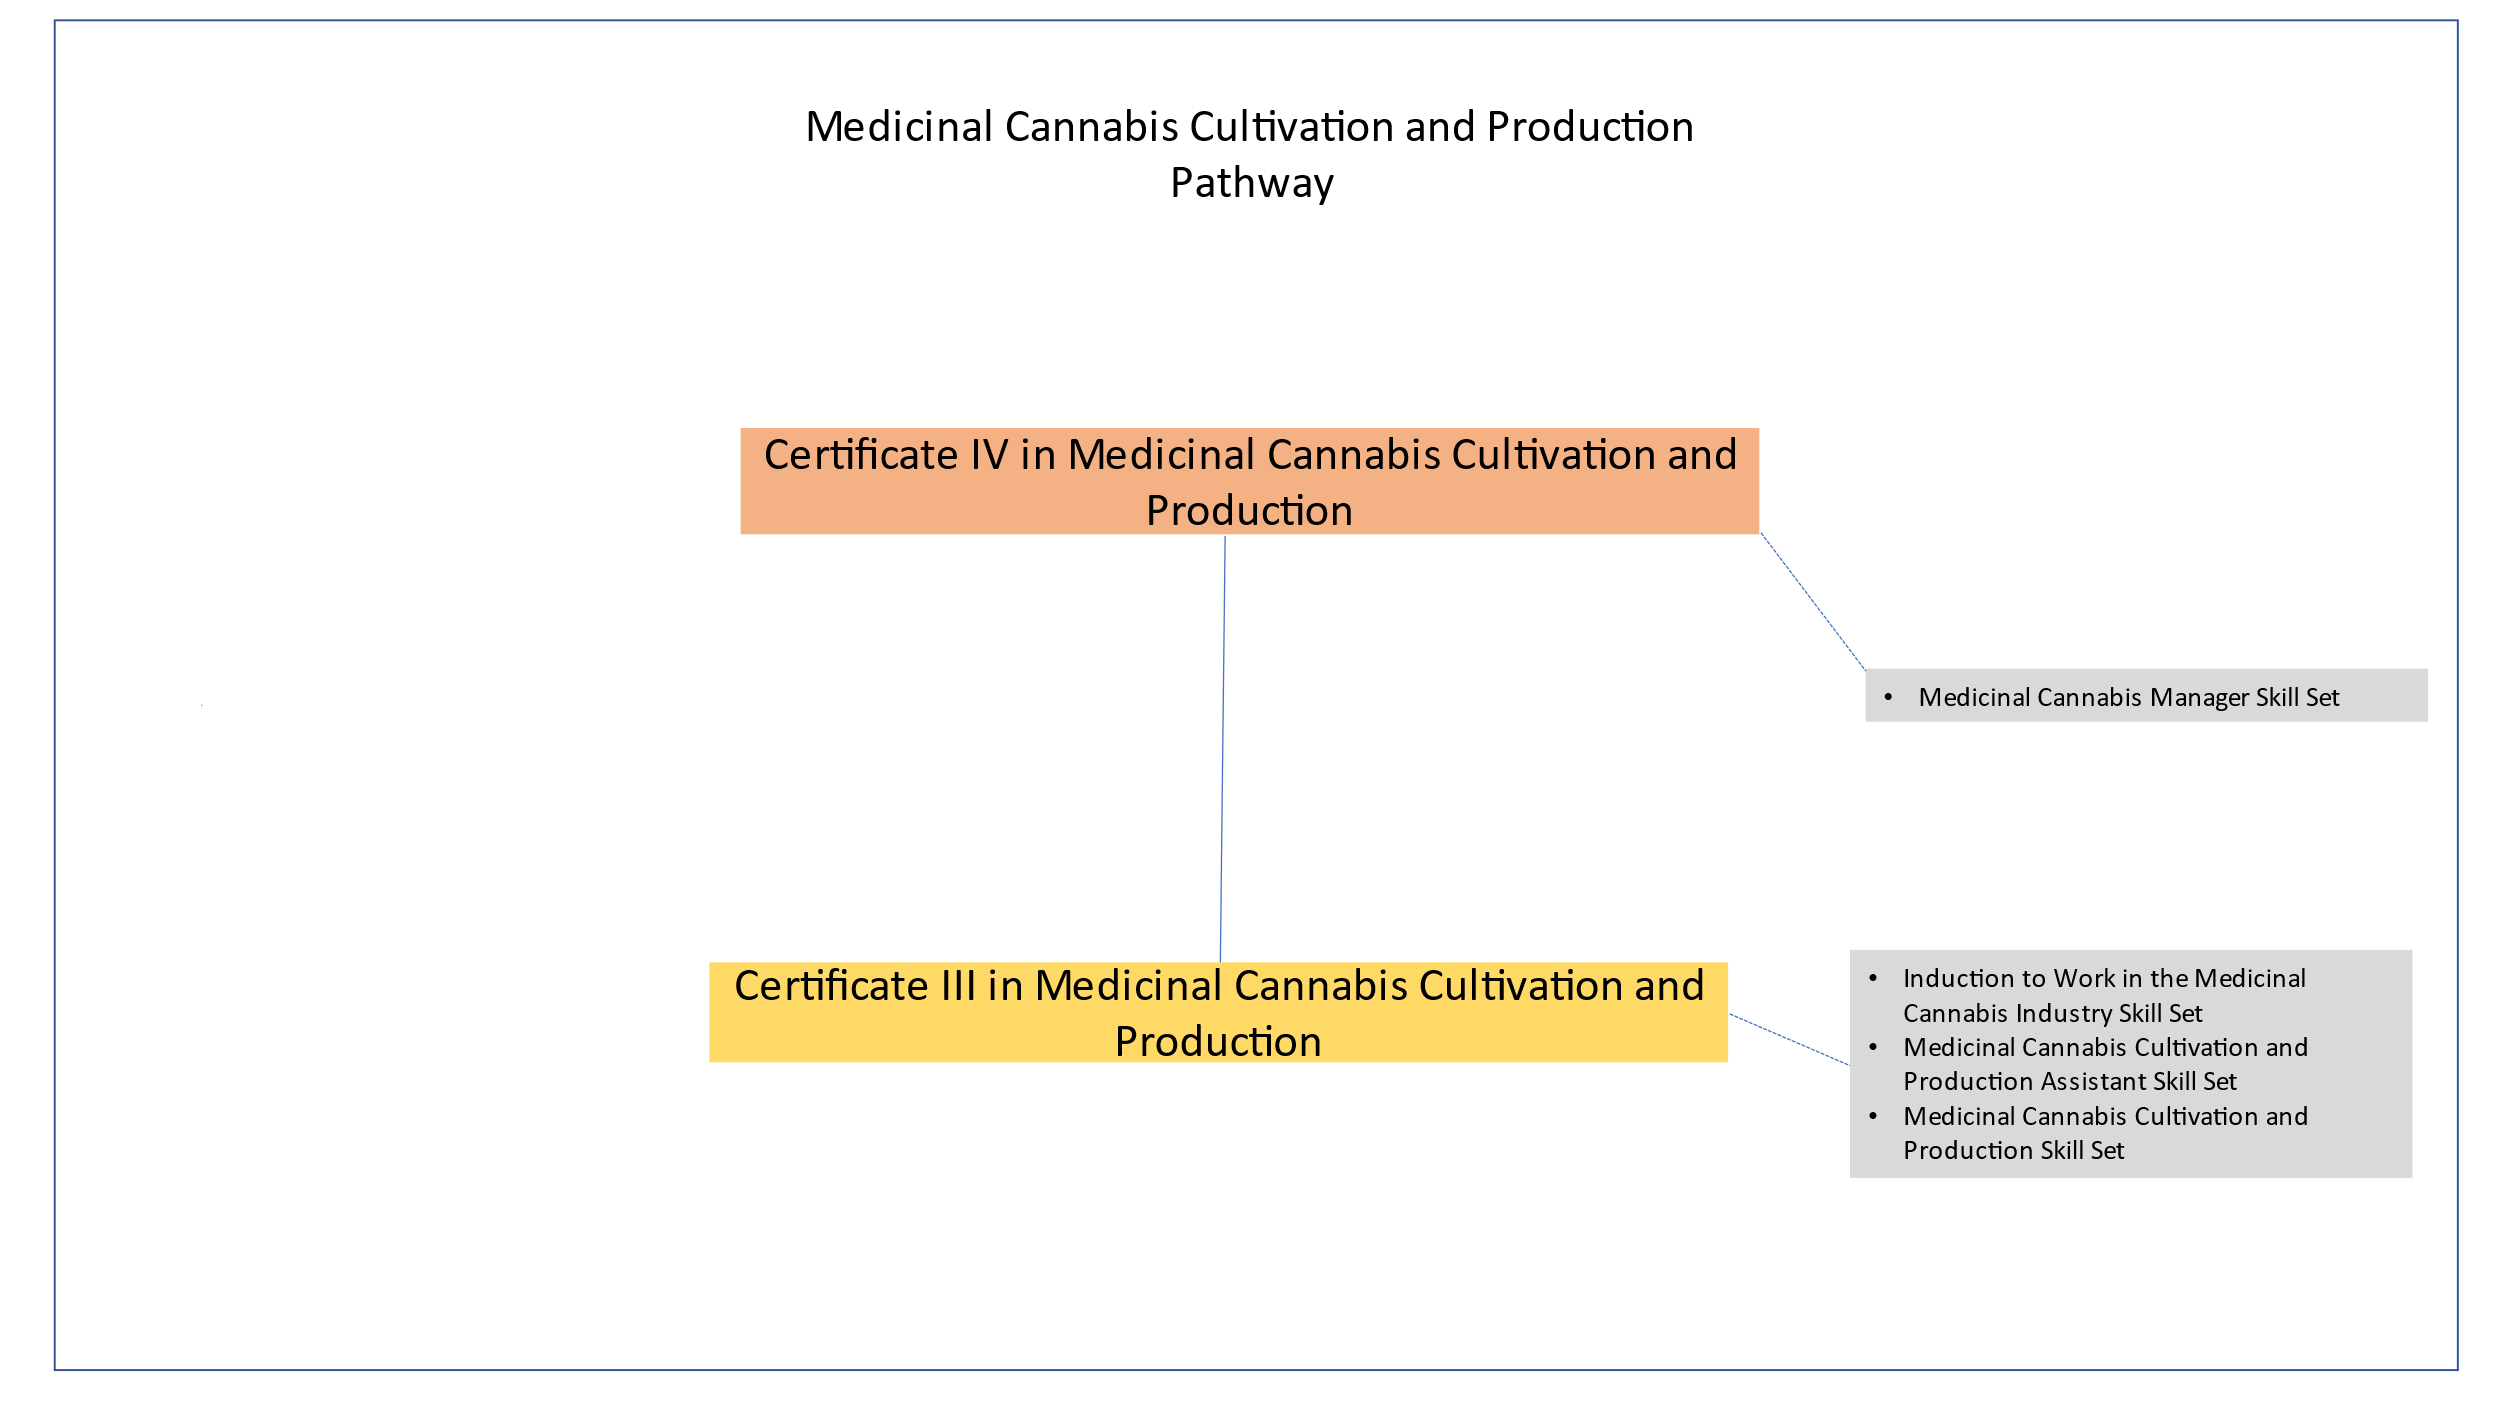 Medicinal Cannabis Cultivation and Production
Pathway
Certificate IV in Medicinal Cannabis Cultivation and
Production
• Medicinal Cannabis Manager Skill Set
Certificate III in Medicinal Cannabis Cultivation and
Production
• Induction to Work in the Medicinal
Cannabis Industry Skill Set
• Medicinal Cannabis Cultivation and
Production Assistant Skill Set
• Medicinal Cannabis Cultivation and
Production Skill Set